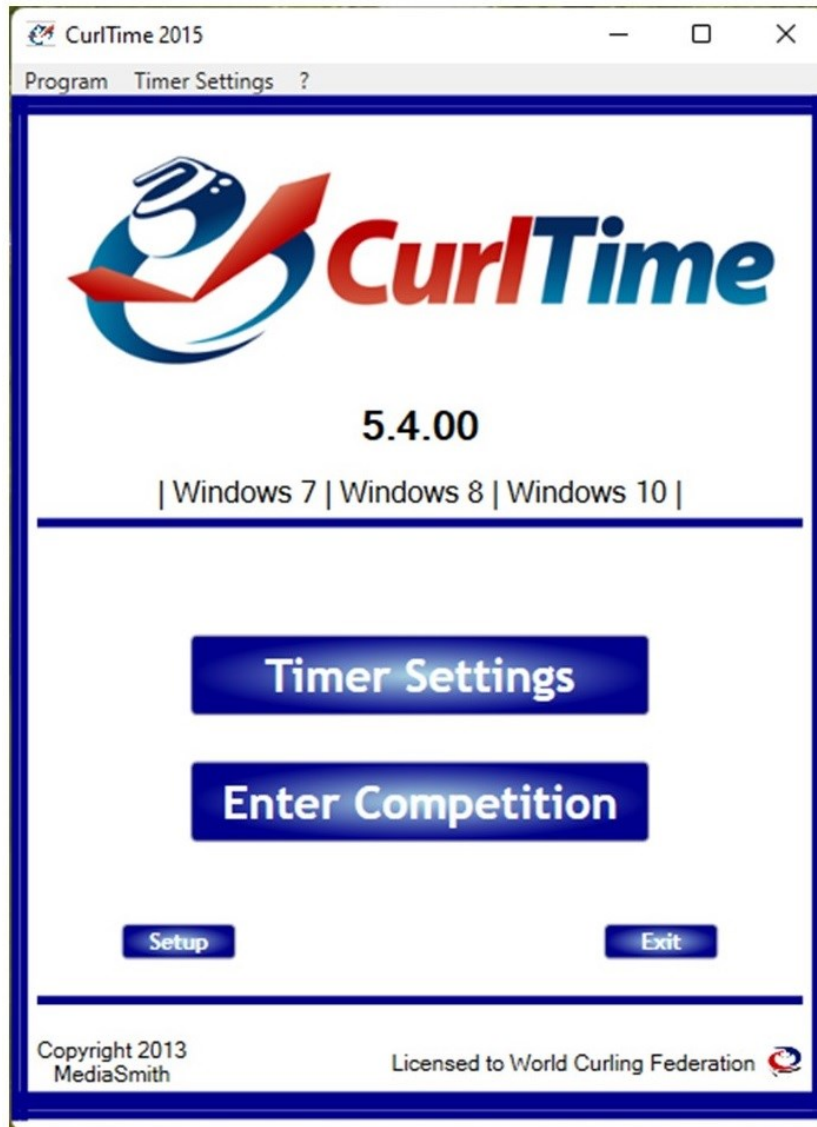 CurlTime 2015
Program Timer Settings ?
CurlTime
5.4.00
| Windows 7 | Windows 8 | Windows 10 |
Timer Settings
Enter Competition
Setup
Exit
Copyright 2013
MediaSmith
Licensed to World Curling Federation